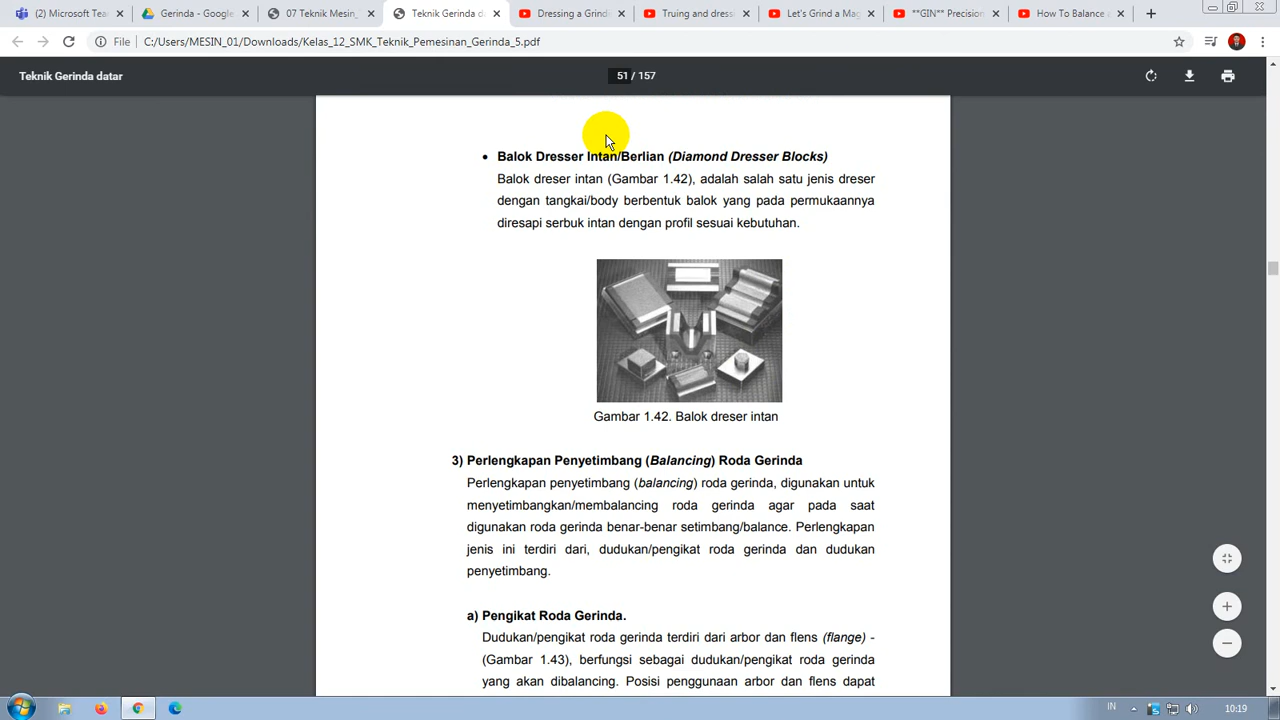 (2) Microsoft Tea
Gerinda - Google
07 Teknik Mesin_
Teknik Gerinda da
Dressing a Grindi
Truing and dressin
Let's Grind a Mag
**GIN** Decision
How To Balance a
File C:/Users/MESIN_01/Downloads/Kelas_12_SMK_Teknik_Pemesinan_Gerinda_5.pdf
Teknik Gerinda datar
51 / 157
• Balok Dresser Intan/Berlian (Diamond Dresser Blocks)
Balok dreser intan (Gambar 1.42), adalah salah satu jenis dreser
dengan tangkai/body berbentuk balok yang pada permukaannya
diresapi serbuk intan dengan profil sesuai kebutuhan.
Gambar 1.42. Balok dreser intan
3) Perlengkapan Penyetimbang (Balancing) Roda Gerinda
Perlengkapan penyetimbang (balancing) roda gerinda, digunakan untuk
menyetimbangkan/membalancing roda gerinda agar pada saat
digunakan roda gerinda benar-benar setimbang/balance. Perlengkapan
jenis ini terdiri dari, dudukan/pengikat roda gerinda dan dudukan
penyetimbang.
a) Pengikat Roda Gerinda.
Dudukan/pengikat roda gerinda terdiri dari arbor dan flens (flange) -
(Gambar 1.43), berfungsi sebagai dudukan/pengikat roda gerinda
yang akan dibalancing. Posisi penggunaan arbor dan flens dapat
IN
10:19